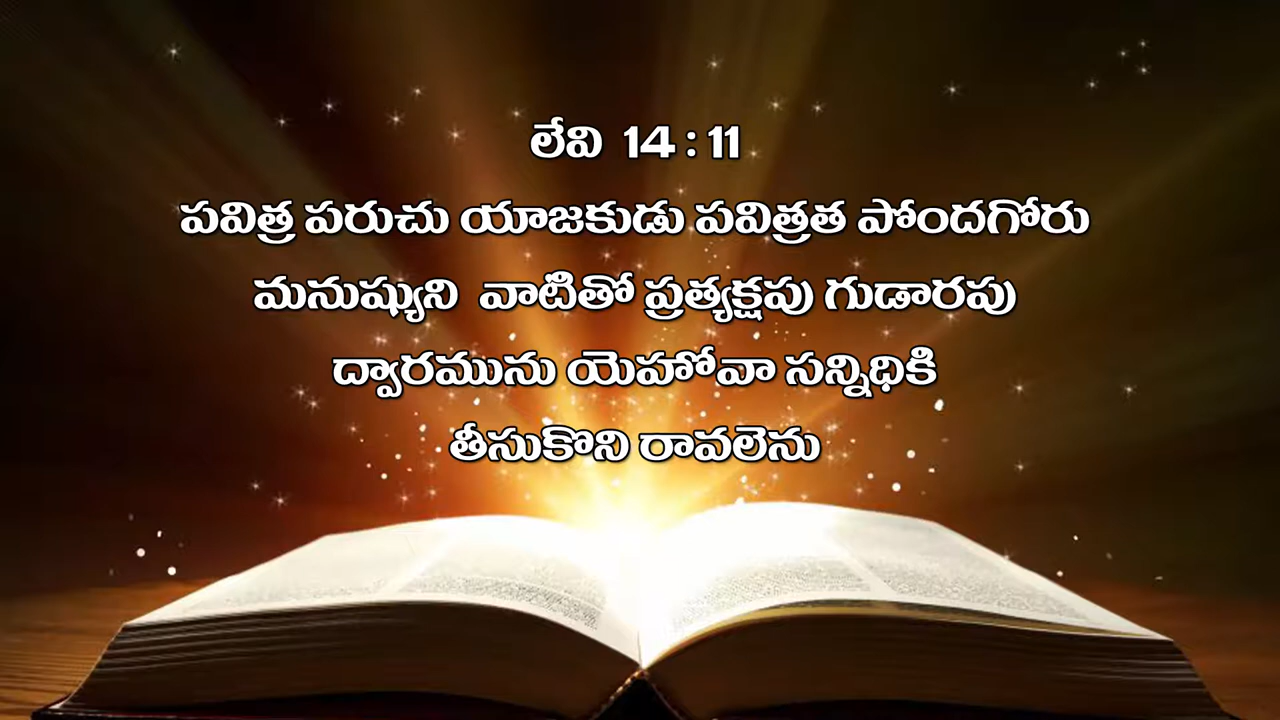 లేవి 14 : 11
పవిత్ర పరుచు యాజకుడు పవిత్రత పోందగోరు
మనుష్యుని వాటితో ప్రత్యక్షపు గుడారపు
ద్వారమును యెహోవా సన్నిధికి
తీసుకొని రావలెను